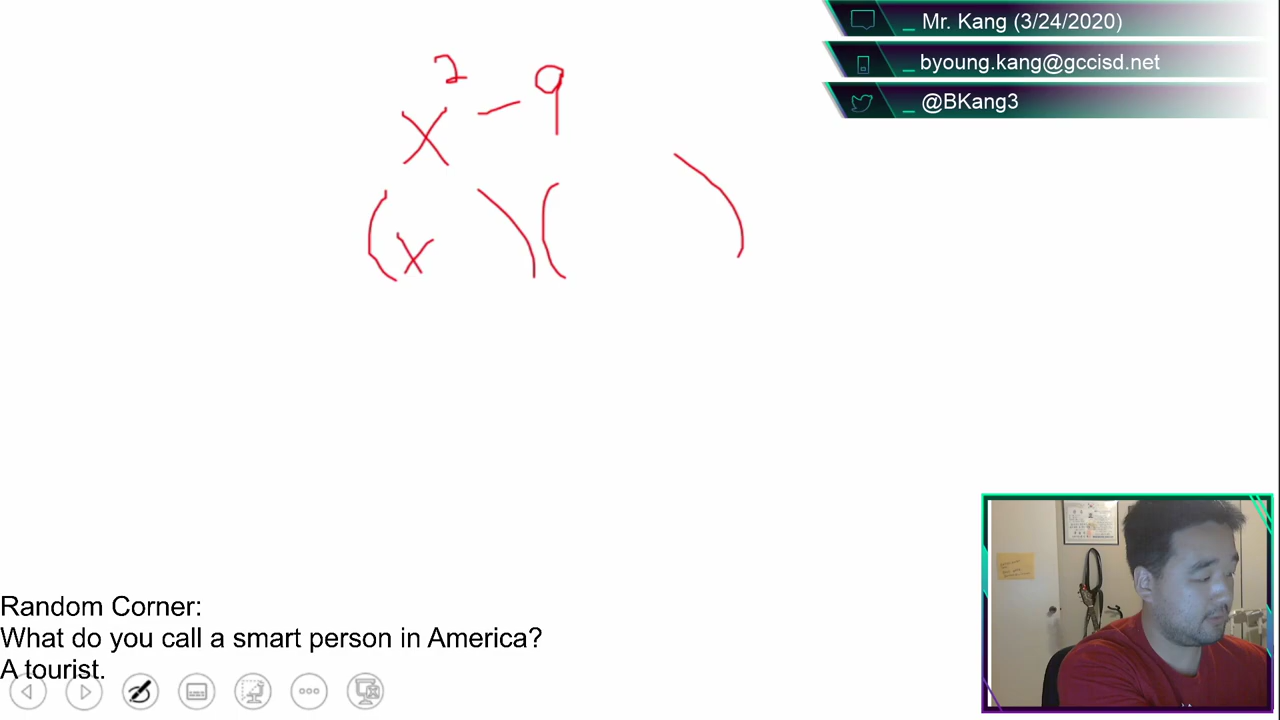 x² - 9
(x )( )
_ Mr. Kang (3/24/2020)
_ byoung.kang@gccisd.net
_ @BKang3
Random Corner:
What do you call a smart person in America?
A tourist.